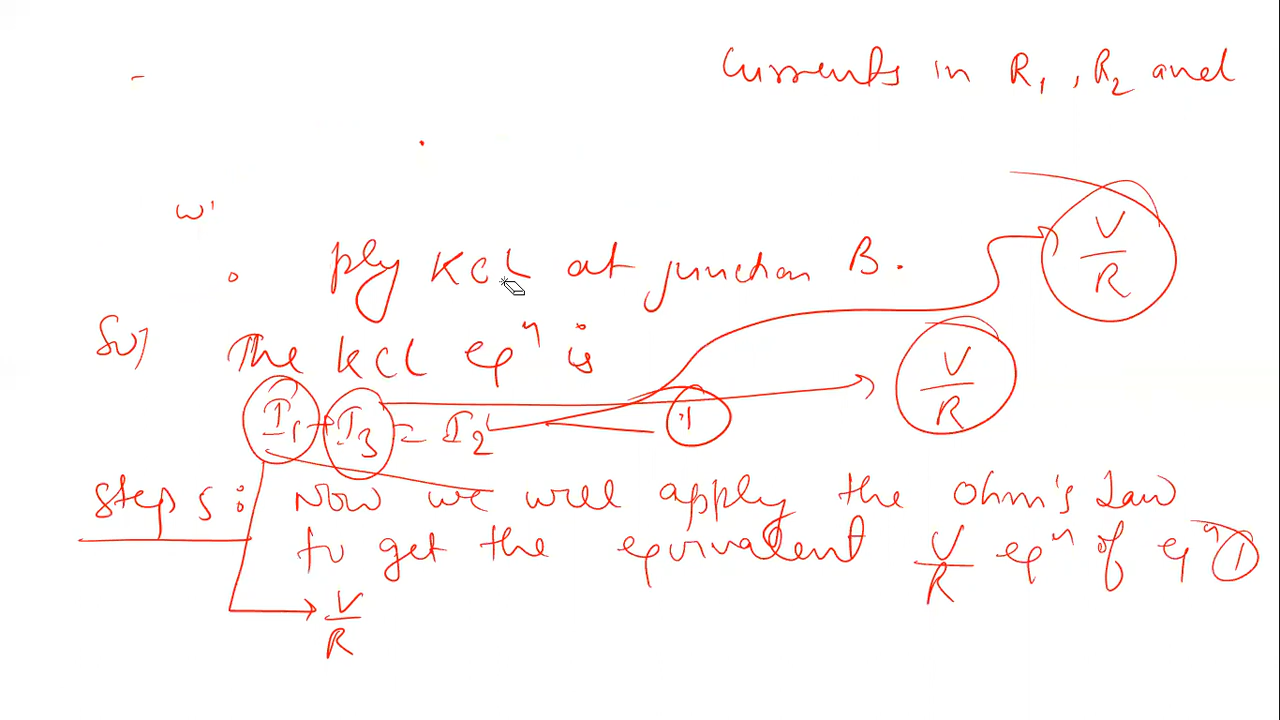 Currents in R1, R2 and
w'
ply KCL at junction B.
V/R
Sol The KCL eqⁿ is
V/R
I1 + I3 = I2 1
Step 5: Now we will apply the Ohm's Law
to get the equivalent V/R eqⁿ of eqⁿ 1
V/R